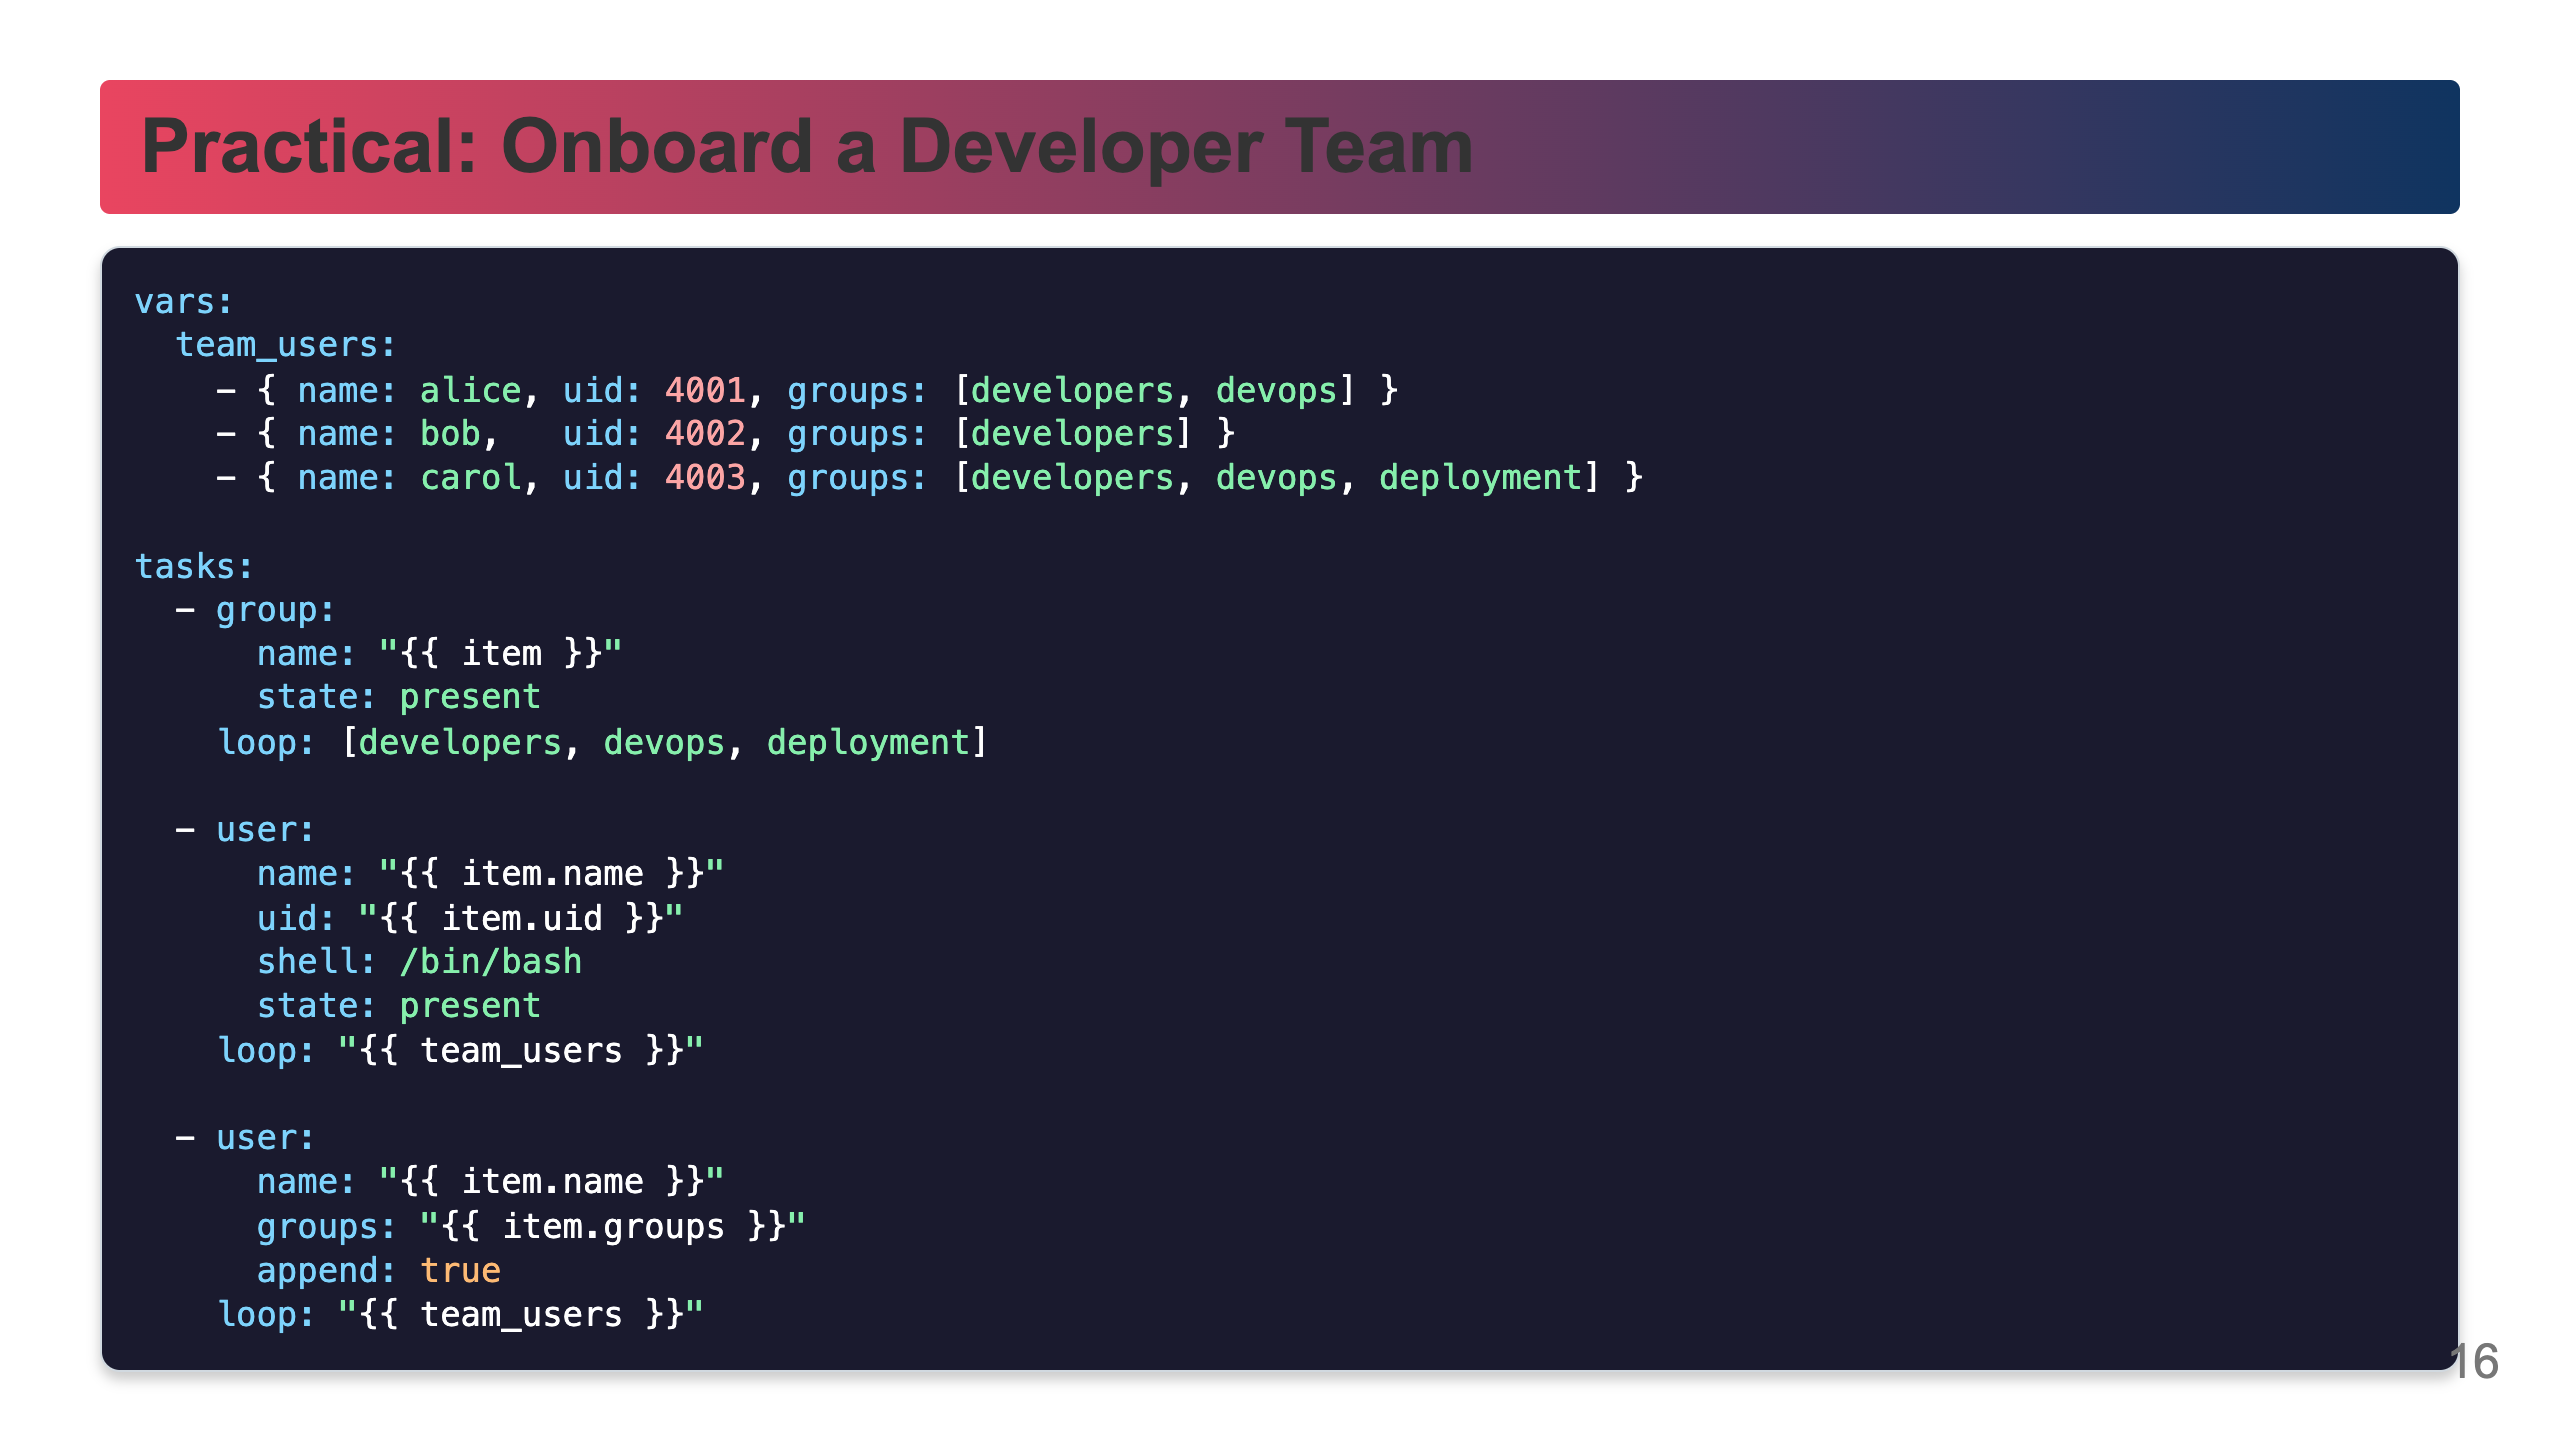 Practical: Onboard a Developer Team
vars:
  team_users:
    - { name: alice, uid: 4001, groups: [developers, devops] }
    - { name: bob,   uid: 4002, groups: [developers] }
    - { name: carol, uid: 4003, groups: [developers, devops, deployment] }

tasks:
  - group:
      name: "{{ item }}"
      state: present
    loop: [developers, devops, deployment]

  - user:
      name: "{{ item.name }}"
      uid: "{{ item.uid }}"
      shell: /bin/bash
      state: present
    loop: "{{ team_users }}"

  - user:
      name: "{{ item.name }}"
      groups: "{{ item.groups }}"
      append: true
    loop: "{{ team_users }}"
16